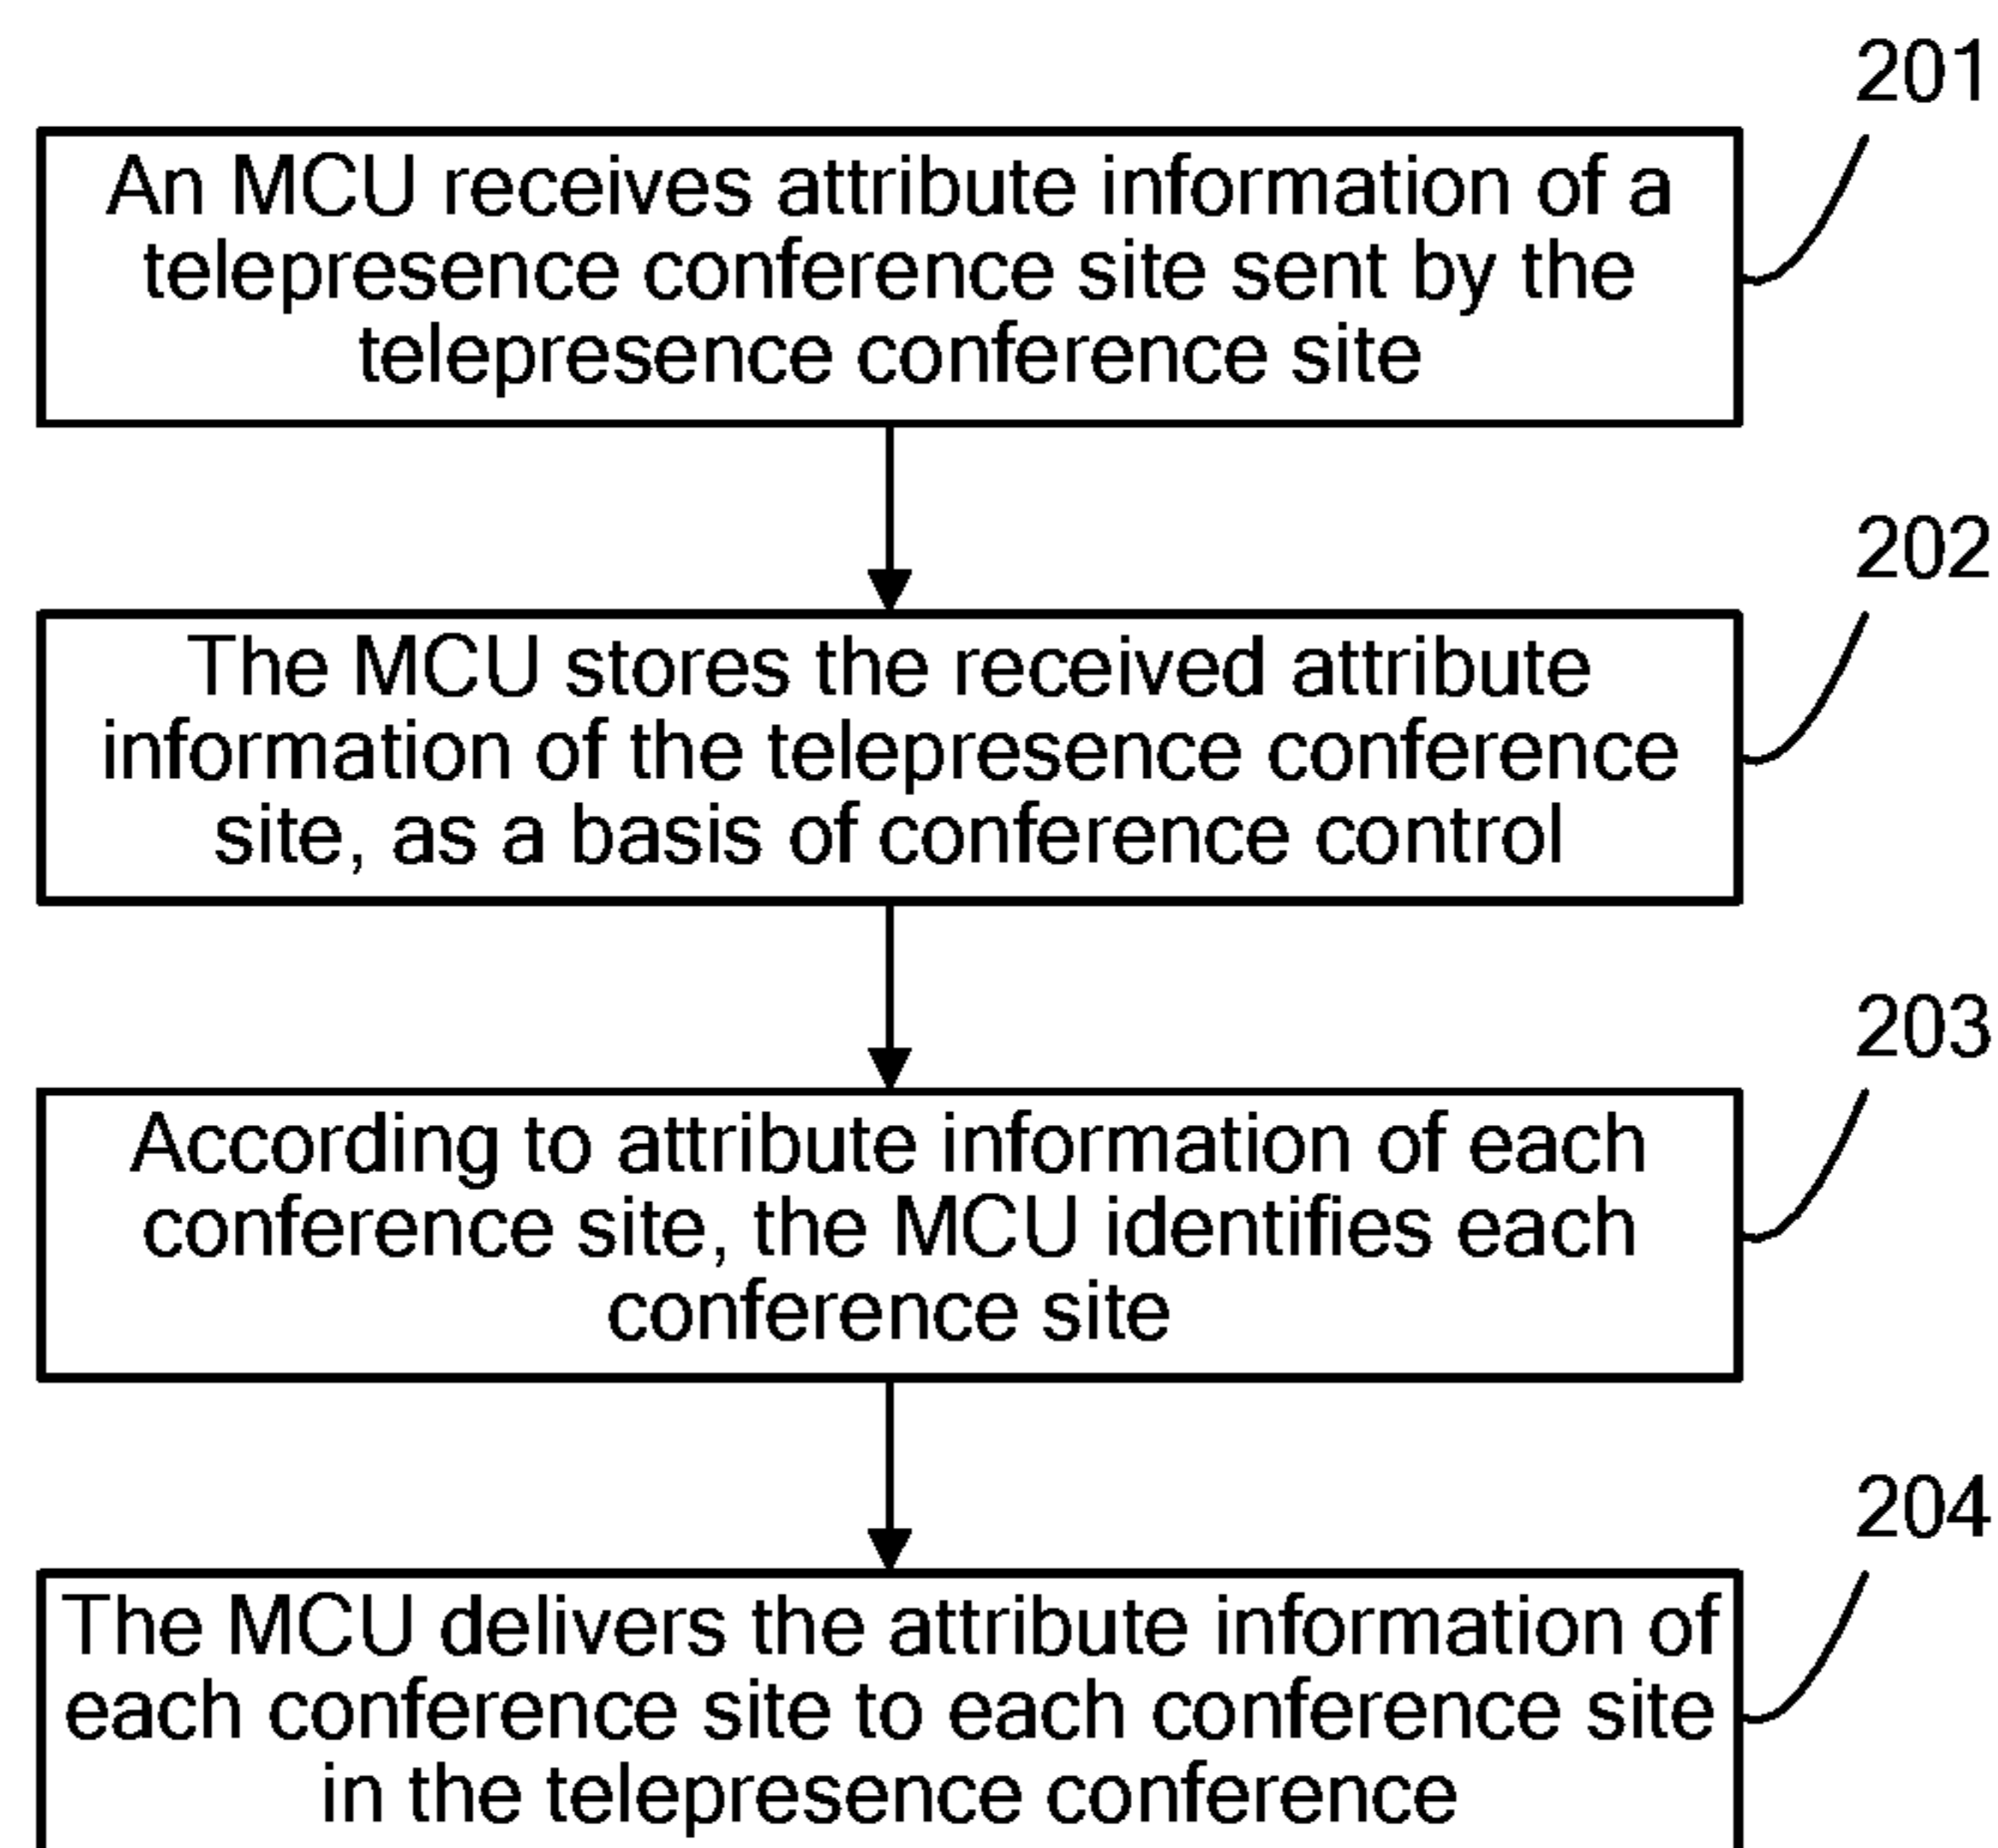 201
An MCU receives attribute information of a
telepresence conference site sent by the
telepresence conference site
202
The MCU stores the received attribute
information of the telepresence conference
site, as a basis of conference control
203
According to attribute information of each
conference site, the MCU identifies each
conference site
204
The MCU delivers the attribute information of
each conference site to each conference site
in the telepresence conference